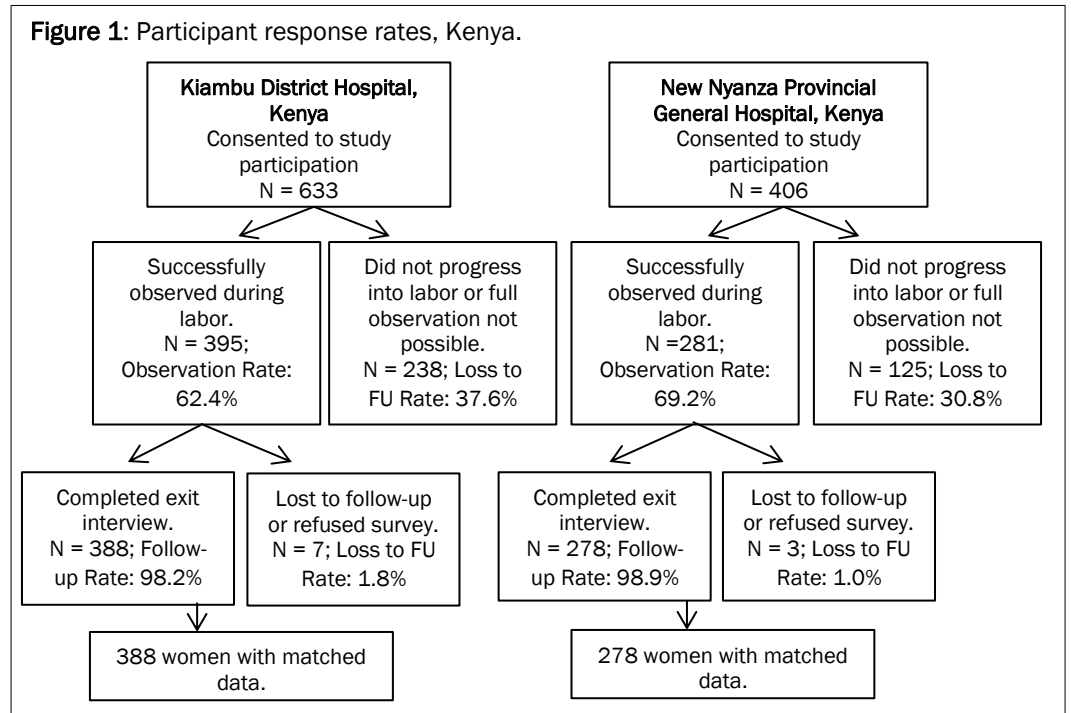 Figure 1: Participant response rates, Kenya.
Kiambu District Hospital,
Kenya
Consented to study
participation
N = 633
New Nyanza Provincial
General Hospital, Kenya
Consented to study
participation
N = 406
Successfully
observed during
labor.
N = 395;
Observation Rate:
62.4%
Did not progress
into labor or full
observation not
possible.
N = 238; Loss to
FU Rate: 37.6%
Successfully
observed during
labor.
N =281;
Observation Rate:
69.2%
Did not progress
into labor or full
observation not
possible.
N = 125; Loss to
FU Rate: 30.8%
Completed exit
interview.
N = 388; Follow-
up Rate: 98.2%
Lost to follow-up
or refused survey.
N = 7; Loss to FU
Rate: 1.8%
Completed exit
interview.
N = 278; Follow-
up Rate: 98.9%
Lost to follow-up
or refused survey.
N = 3; Loss to FU
Rate: 1.0%
388 women with matched
data.
278 women with matched
data.